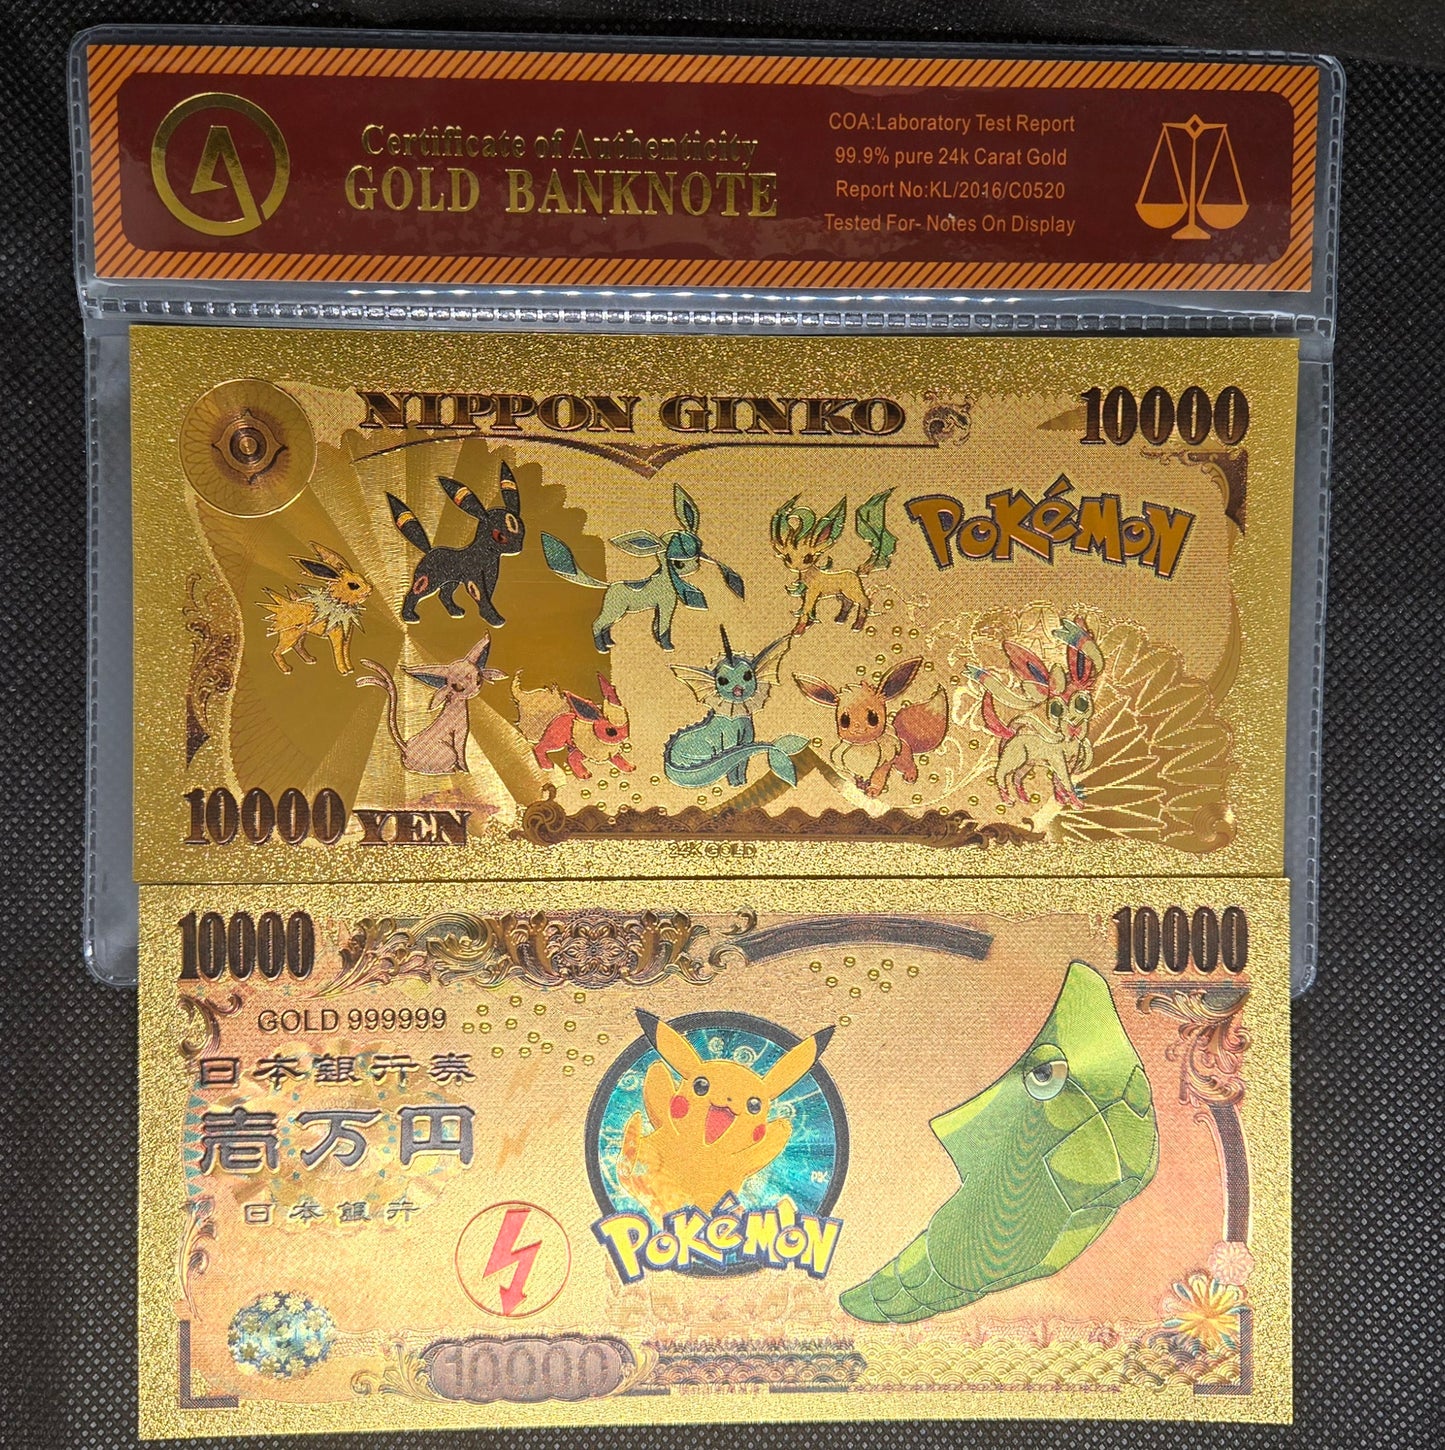 Certificate of Authenticity
GOLD BANKNOTE
COA:Laboratory Test Report
99.9% pure 24k Carat Gold
Report No:KL/2016/C0520
Tested For- Notes On Display
NIPPON GINKO
10000
POKéMON
10000 YEN
24K GOLD
10000
10000
GOLD 999999
日本銀行券
壱万円
日本銀行
POKéMON
10000